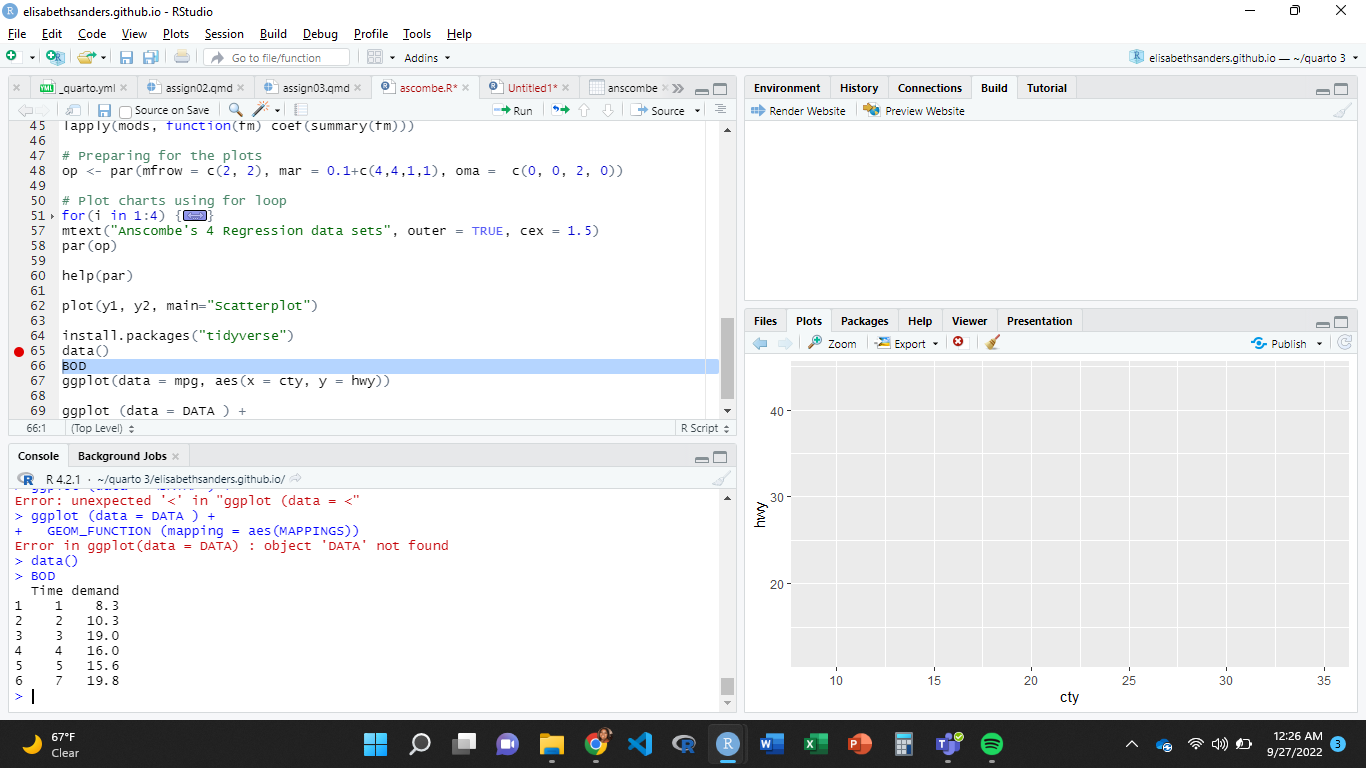 elisabethsanders.github.io - RStudio
File Edit Code View Plots Session Build Debug Profile Tools Help
Go to file/function Addins elisabethsanders.github.io — ~/quarto 3
_quarto.yml assign02.qmd assign03.qmd ascombe.R* Untitled1* anscombe
Source on Save Run Source
45 lapply(mods, function(fm) coef(summary(fm)))
46
47 # Preparing for the plots
48 op <- par(mfrow = c(2, 2), mar = 0.1+c(4,4,1,1), oma =  c(0, 0, 2, 0))
49
50 # Plot charts using for loop
51 for(i in 1:4) {}
57 mtext("Anscombe's 4 Regression data sets", outer = TRUE, cex = 1.5)
58 par(op)
59
60 help(par)
61
62 plot(y1, y2, main="Scatterplot")
63
64 install.packages("tidyverse")
65 data()
66 BOD
67 ggplot(data = mpg, aes(x = cty, y = hwy))
68
69 ggplot (data = DATA ) +
66:1 (Top Level) R Script
Console Background Jobs
R 4.2.1 · ~/quarto 3/elisabethsanders.github.io/
Error: unexpected '<' in "ggplot (data = <"
> ggplot (data = DATA ) +
+   GEOM_FUNCTION (mapping = aes(MAPPINGS))
Error in ggplot(data = DATA) : object 'DATA' not found
> data()
> BOD
  Time demand
1    1    8.3
2    2   10.3
3    3   19.0
4    4   16.0
5    5   15.6
6    7   19.8
>
Environment History Connections Build Tutorial
Render Website Preview Website
Files Plots Packages Help Viewer Presentation
Zoom Export Publish
40
30
20
hwy
10 15 20 25 30 35
cty
67°F
Clear
12:26 AM
9/27/2022
3